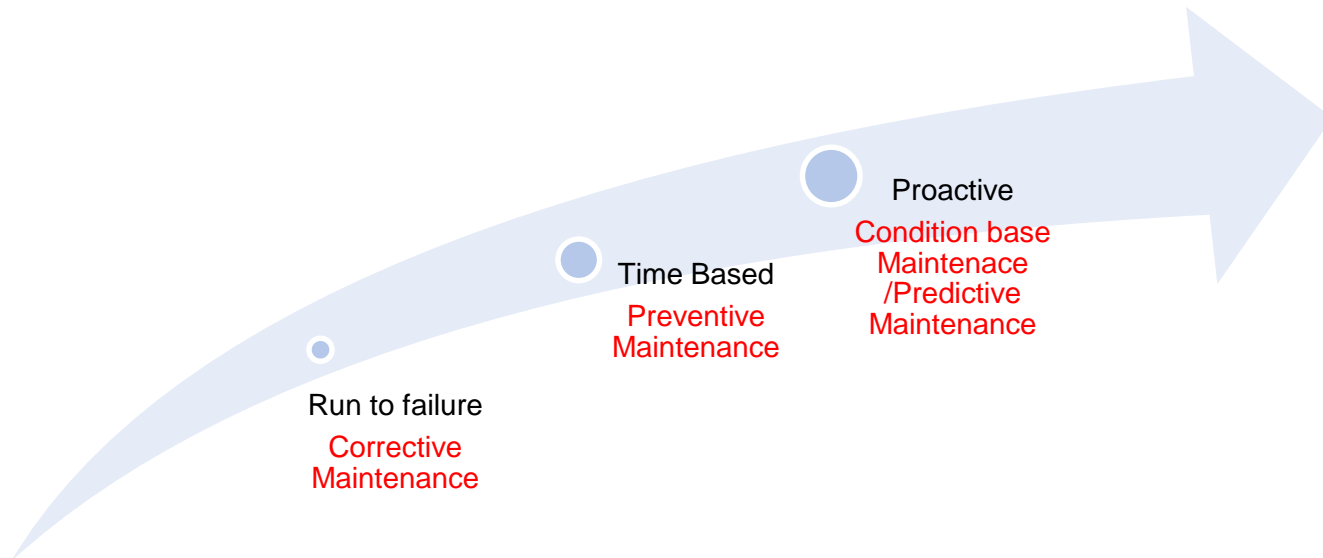 Run to failure
Corrective
Maintenance
Time Based
Preventive
Maintenance
Proactive
Condition base
Maintenace
/Predictive
Maintenance